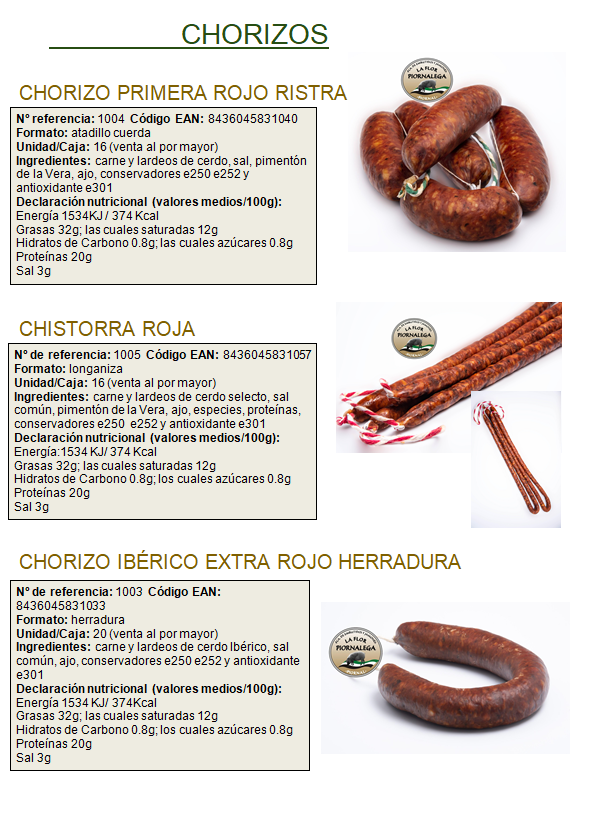 CHORIZOS
CHORIZO PRIMERA ROJO RISTRA
Nº referencia: 1004 Código EAN: 8436045831040
Formato: atadillo cuerda
Unidad/Caja: 16 (venta al por mayor)
Ingredientes: carne y lardeos de cerdo, sal, pimentón
de la Vera, ajo, conservadores e250 e252 y
antioxidante e301
Declaración nutricional (valores medios/100g):
Energía 1534KJ / 374 Kcal
Grasas 32g; las cuales saturadas 12g
Hidratos de Carbono 0.8g; las cuales azúcares 0.8g
Proteínas 20g
Sal 3g
LA FLOR
PIORNALEGA
CHISTORRA ROJA
Nº de referencia: 1005 Código EAN: 8436045831057
Formato: longaniza
Unidad/Caja: 16 (venta al por mayor)
Ingredientes: carne y lardeos de cerdo selecto, sal
común, pimentón de la Vera, ajo, especies, proteínas,
conservadores e250 e252 y antioxidante e301
Declaración nutricional (valores medios/100g):
Energía:1534 KJ/ 374 Kcal
Grasas 32g; las cuales saturadas 12g
Hidratos de Carbono 0.8g; los cuales azúcares 0.8g
Proteínas 20g
Sal 3g
LA FLOR
PIORNALEGA
CHORIZO IBÉRICO EXTRA ROJO HERRADURA
Nº de referencia: 1003 Código EAN:
8436045831033
Formato: herradura
Unidad/Caja: 20 (venta al por mayor)
Ingredientes: carne y lardeos de cerdo Ibérico, sal
común, ajo, conservadores e250 e252 y antioxidante
e301
Declaración nutricional (valores medios/100g):
Energía 1534 KJ/ 374Kcal
Grasas 32g; las cuales saturadas 12g
Hidratos de Carbono 0.8g; los cuales azúcares 0.8g
Proteínas 20g
Sal 3g
LA FLOR
PIORNALEGA